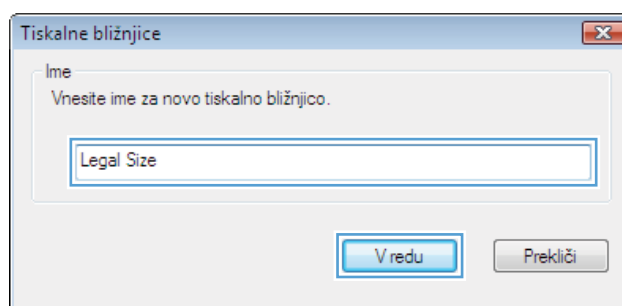 Tiskalne bližnjice
Ime
Vnesite ime za novo tiskalno bližnjico.
Legal Size
V redu
Prekliči